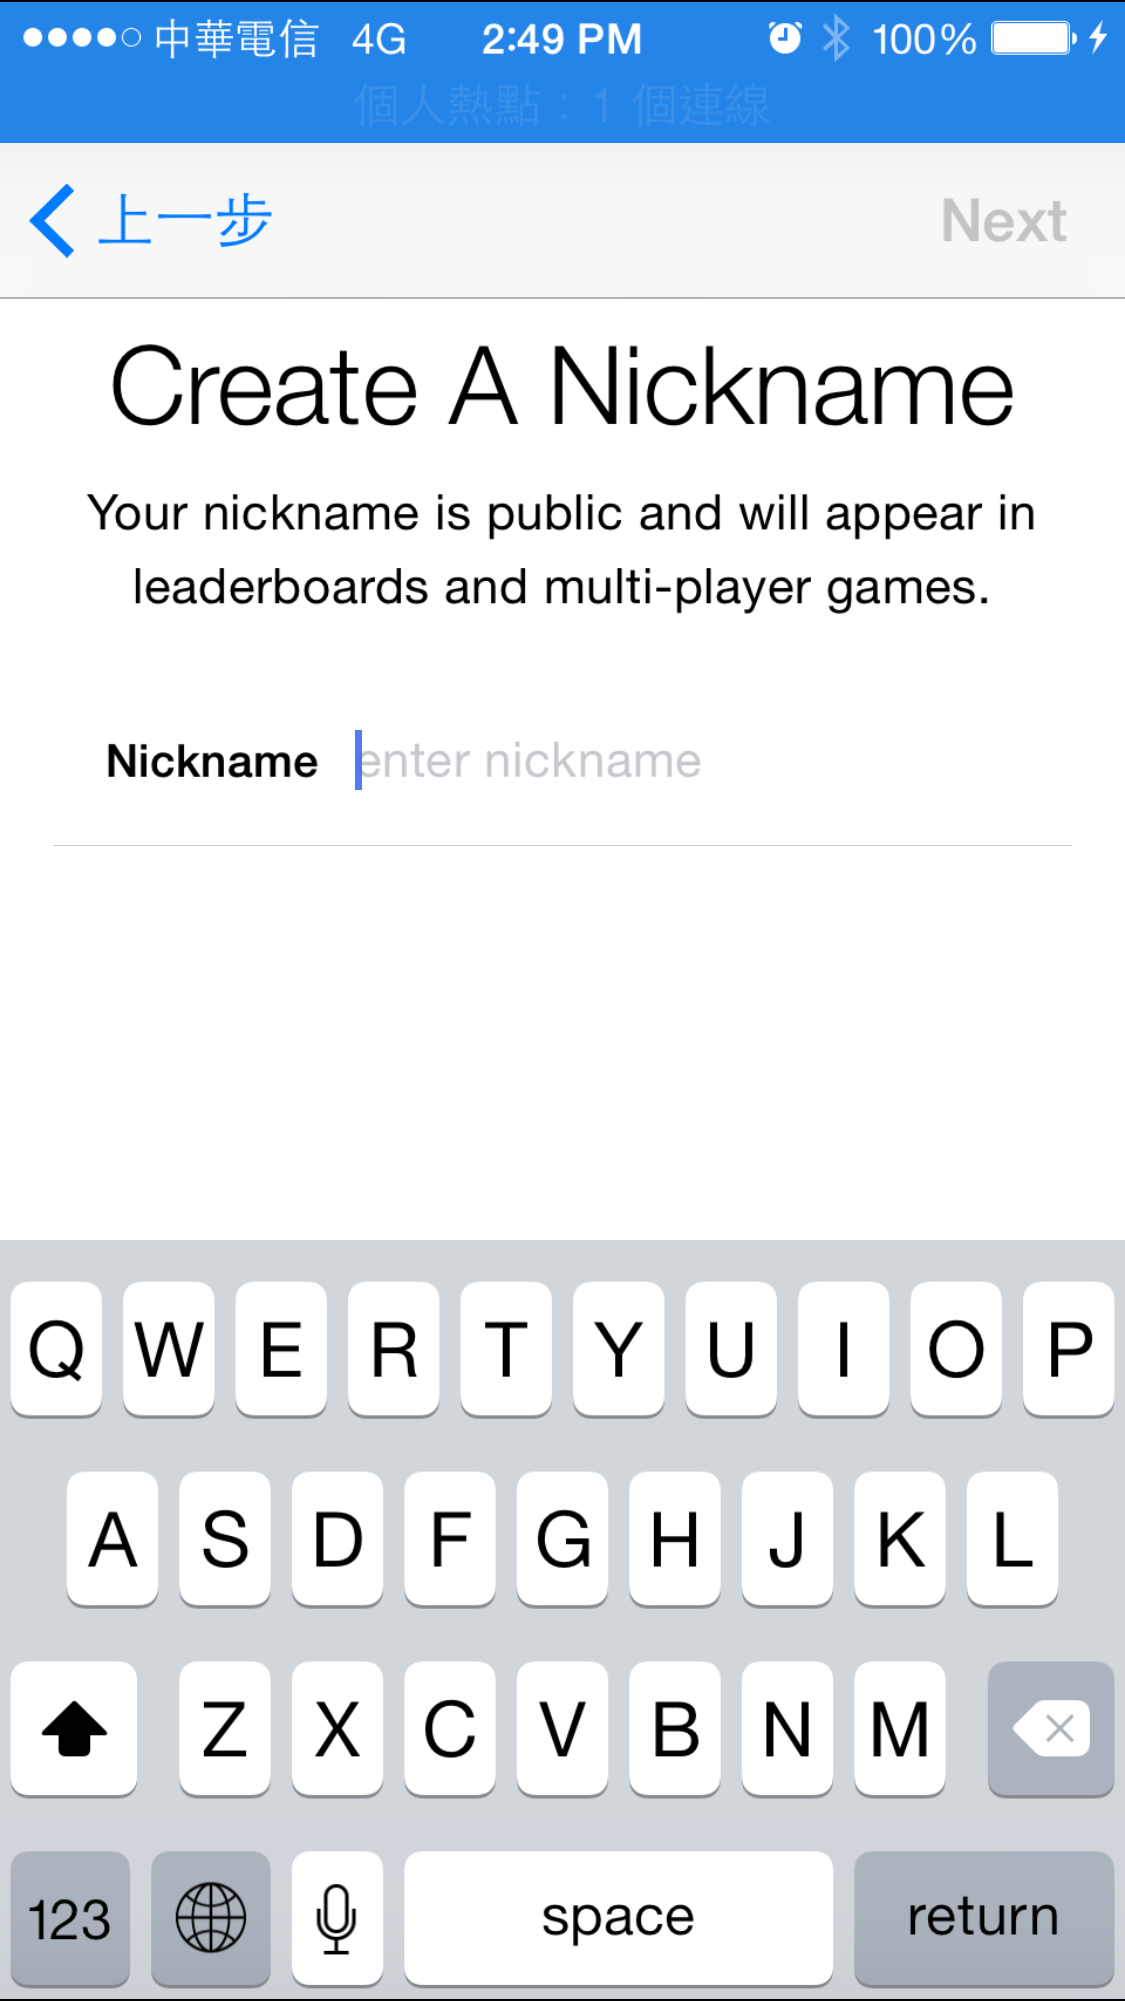 中華電信 4G 2:49 PM 100%
個人熱點：1 個連線
上一步 Next
Create A Nickname
Your nickname is public and will appear in
leaderboards and multi-player games.
Nickname enter nickname
Q W E R T Y U I O P
A S D F G H J K L
Z X C V B N M
123 space return